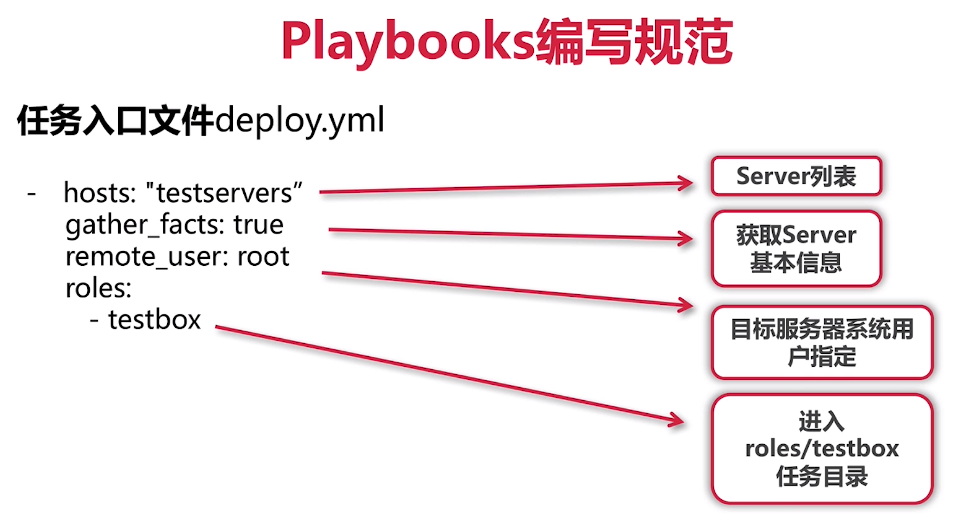 Playbooks编写规范
任务入口文件deploy.yml
- hosts: "testservers”
gather_facts: true
remote_user: root
roles:
- testbox
Server列表
获取Server
基本信息
目标服务器系统用
户指定
进入
roles/testbox
任务目录